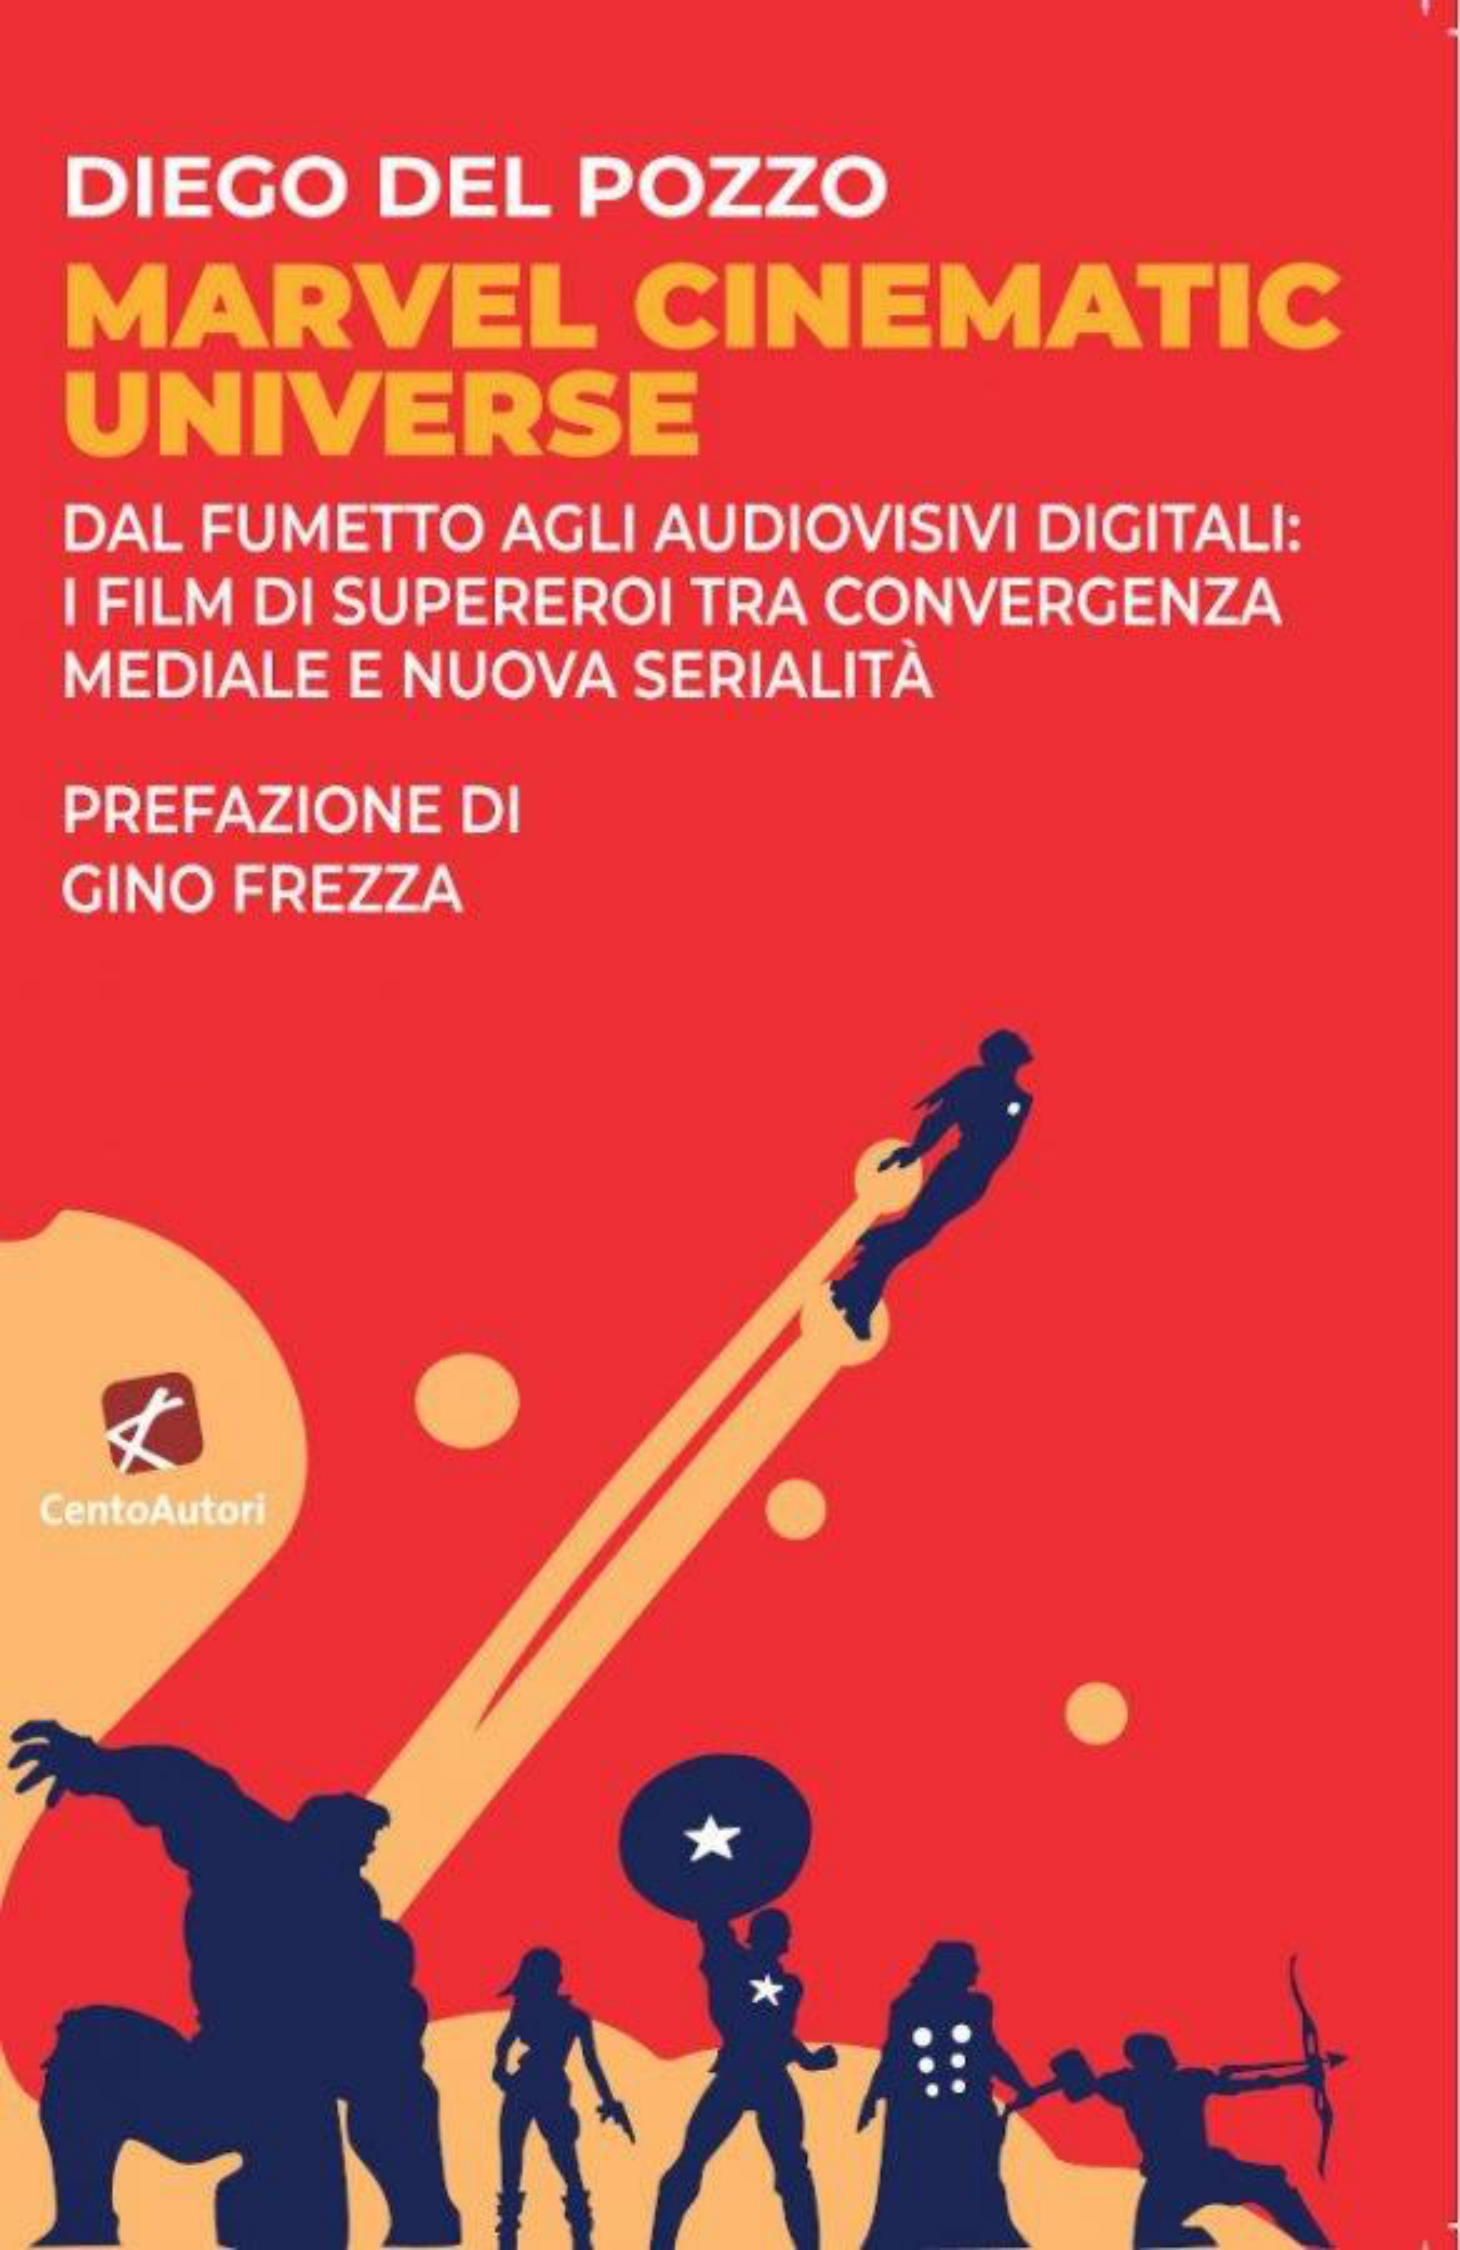 DIEGO DEL POZZO
MARVEL CINEMATIC
UNIVERSE
DAL FUMETTO AGLI AUDIOVISIVI DIGITALI:
I FILM DI SUPEREROI TRA CONVERGENZA
MEDIALE E NUOVA SERIALITÀ
PREFAZIONE DI
GINO FREZZA
CentoAutori